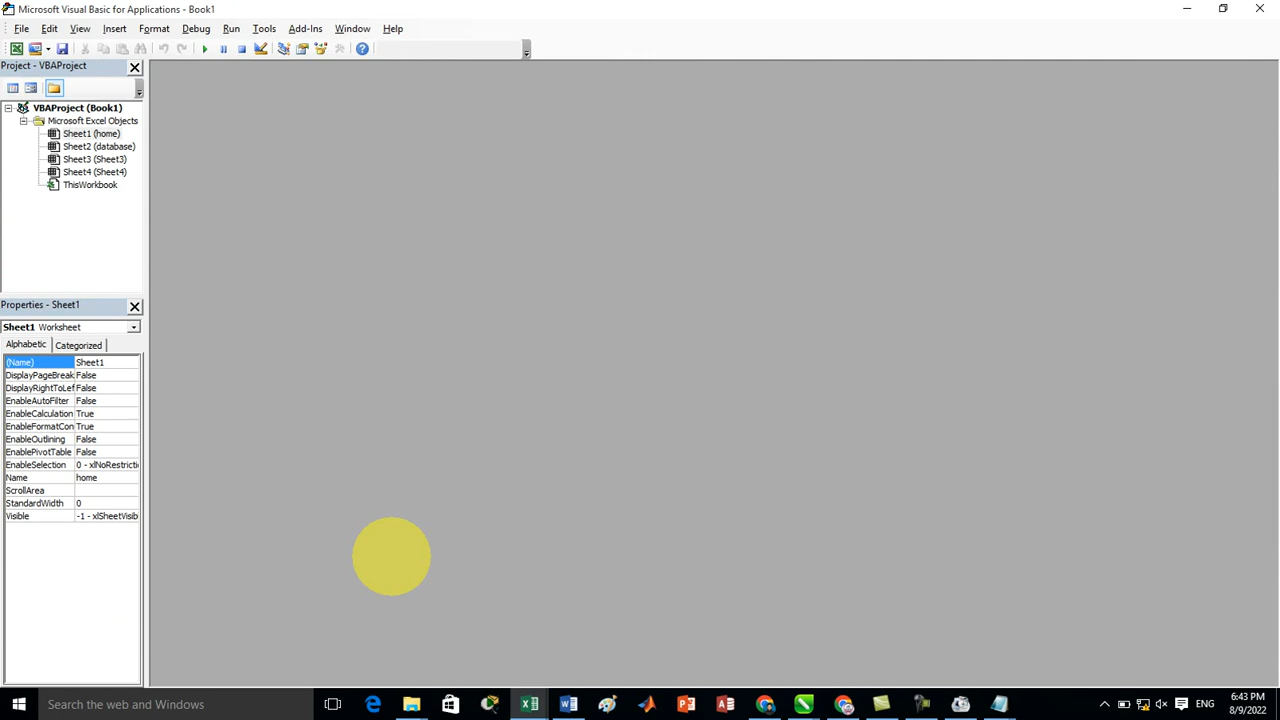 Microsoft Visual Basic for Applications - Book1
File Edit View Insert Format Debug Run Tools Add-Ins Window Help
Project - VBAProject
VBAProject (Book1)
Microsoft Excel Objects
Sheet1 (home)
Sheet2 (database)
Sheet3 (Sheet3)
Sheet4 (Sheet4)
ThisWorkbook
Properties - Sheet1
Sheet1 Worksheet
Alphabetic Categorized
(Name) Sheet1
DisplayPageBreak False
DisplayRightToLef False
EnableAutoFilter False
EnableCalculation True
EnableFormatCon True
EnableOutlining False
EnablePivotTable False
EnableSelection 0 - xlNoRestricti
Name home
ScrollArea
StandardWidth 0
Visible -1 - xlSheetVisib
Search the web and Windows
ENG
6:43 PM
8/9/2022